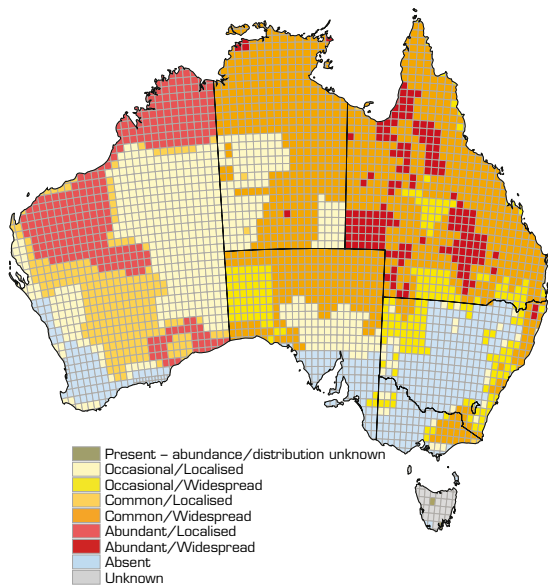 Present – abundance/distribution unknown
Occasional/Localised
Occasional/Widespread
Common/Localised
Common/Widespread
Abundant/Localised
Abundant/Widespread
Absent
Unknown